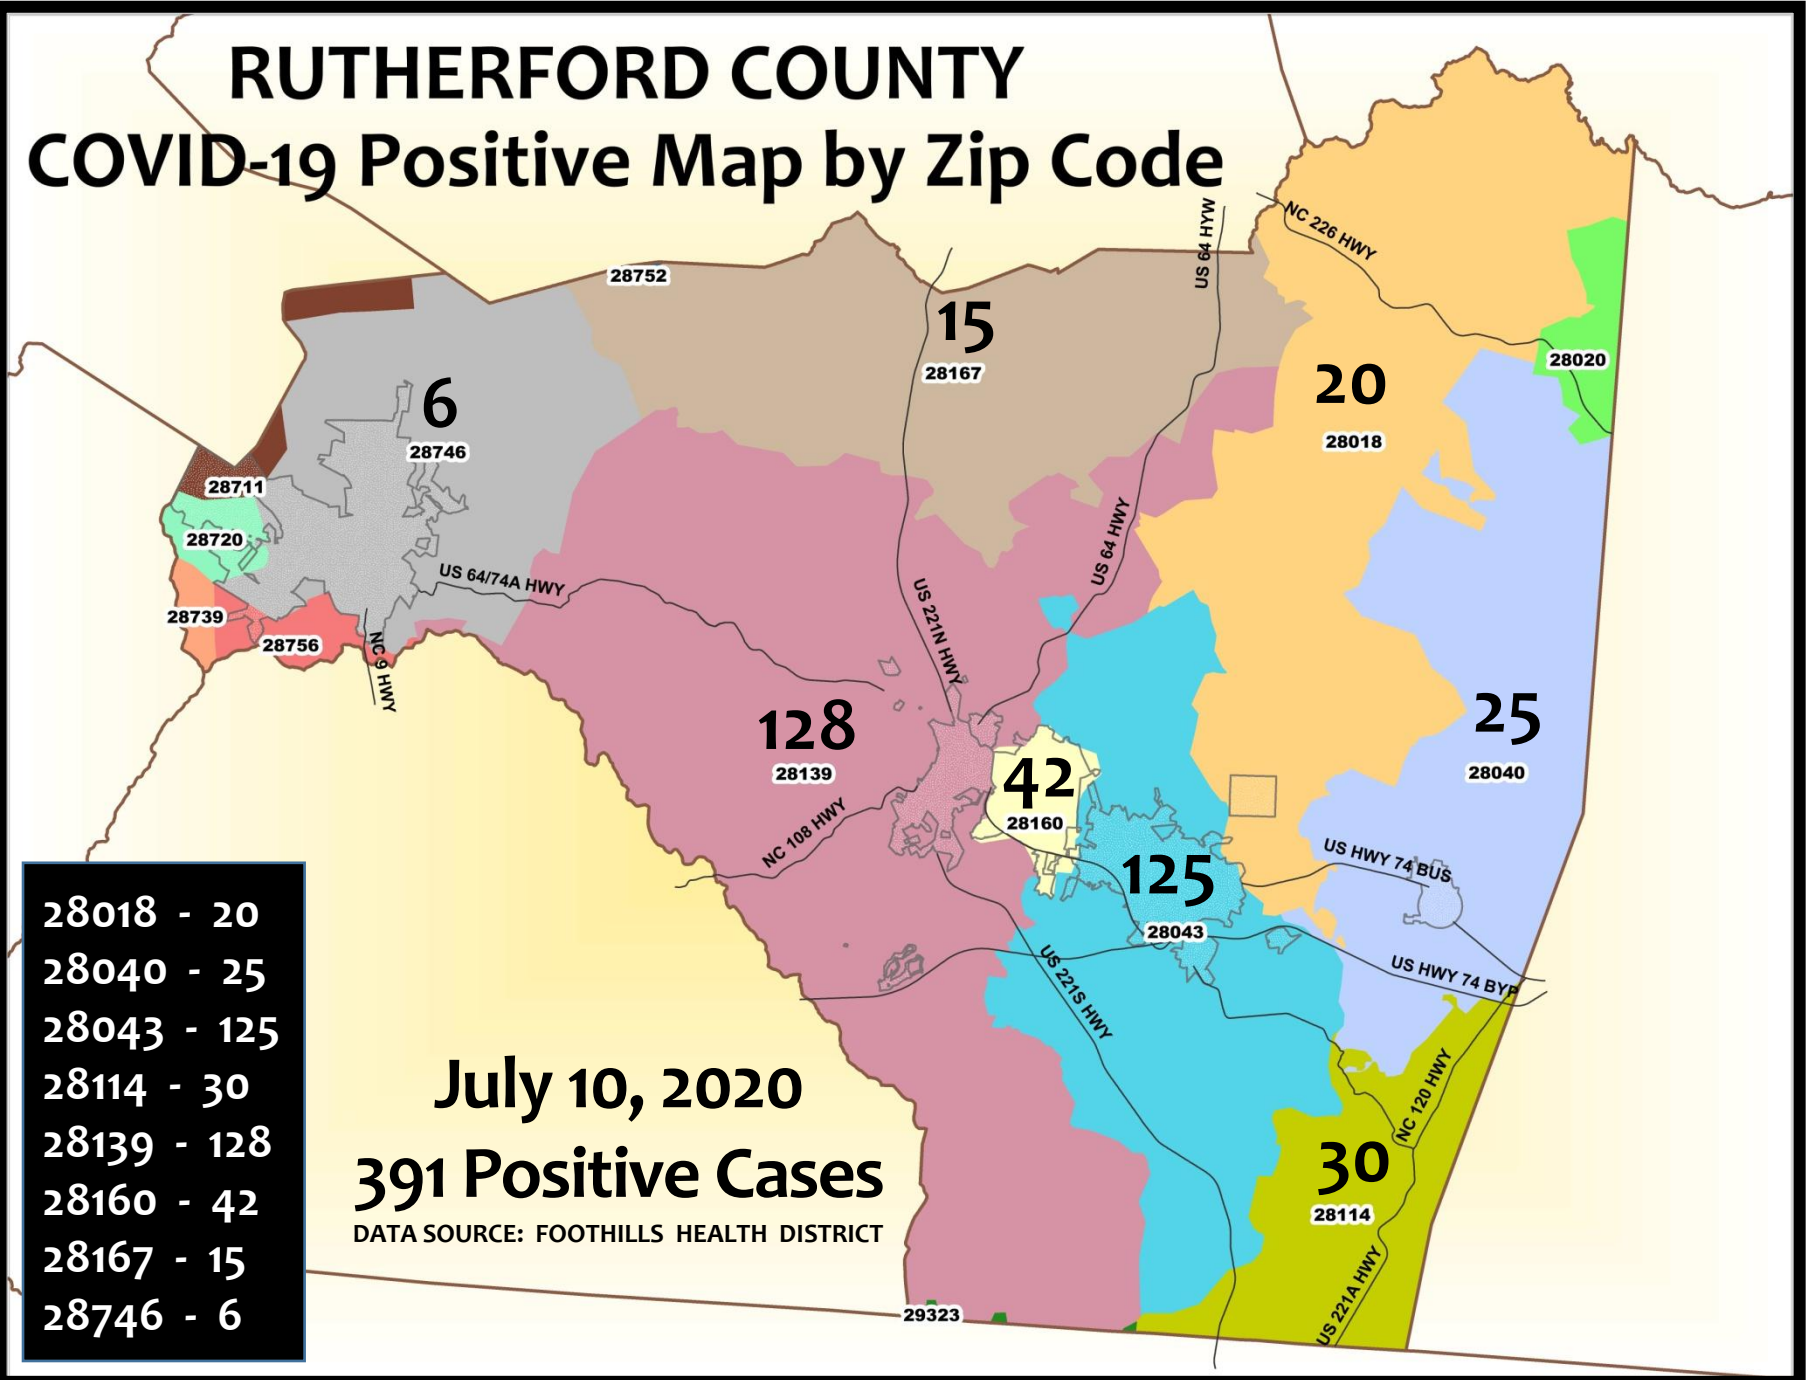 RUTHERFORD COUNTY
COVID-19 Positive Map by Zip Code
NC 226 HWY
US 64 HYW
28752
15
28167
28020
20
28018
6
28746
28711
28720
US 64/74A HWY
US 64 HWY
US 221N HWY
28739
28756
NC 9 HWY
128
28139
42
28160
25
28040
NC 108 HWY
US HWY 74 BUS
125
28043
US 221S HWY
US HWY 74 BYP
NC 120 HWY
30
28114
US 221A HWY
29323
28018 - 20
28040 - 25
28043 - 125
28114 - 30
28139 - 128
28160 - 42
28167 - 15
28746 - 6
July 10, 2020
391 Positive Cases
DATA SOURCE: FOOTHILLS HEALTH DISTRICT